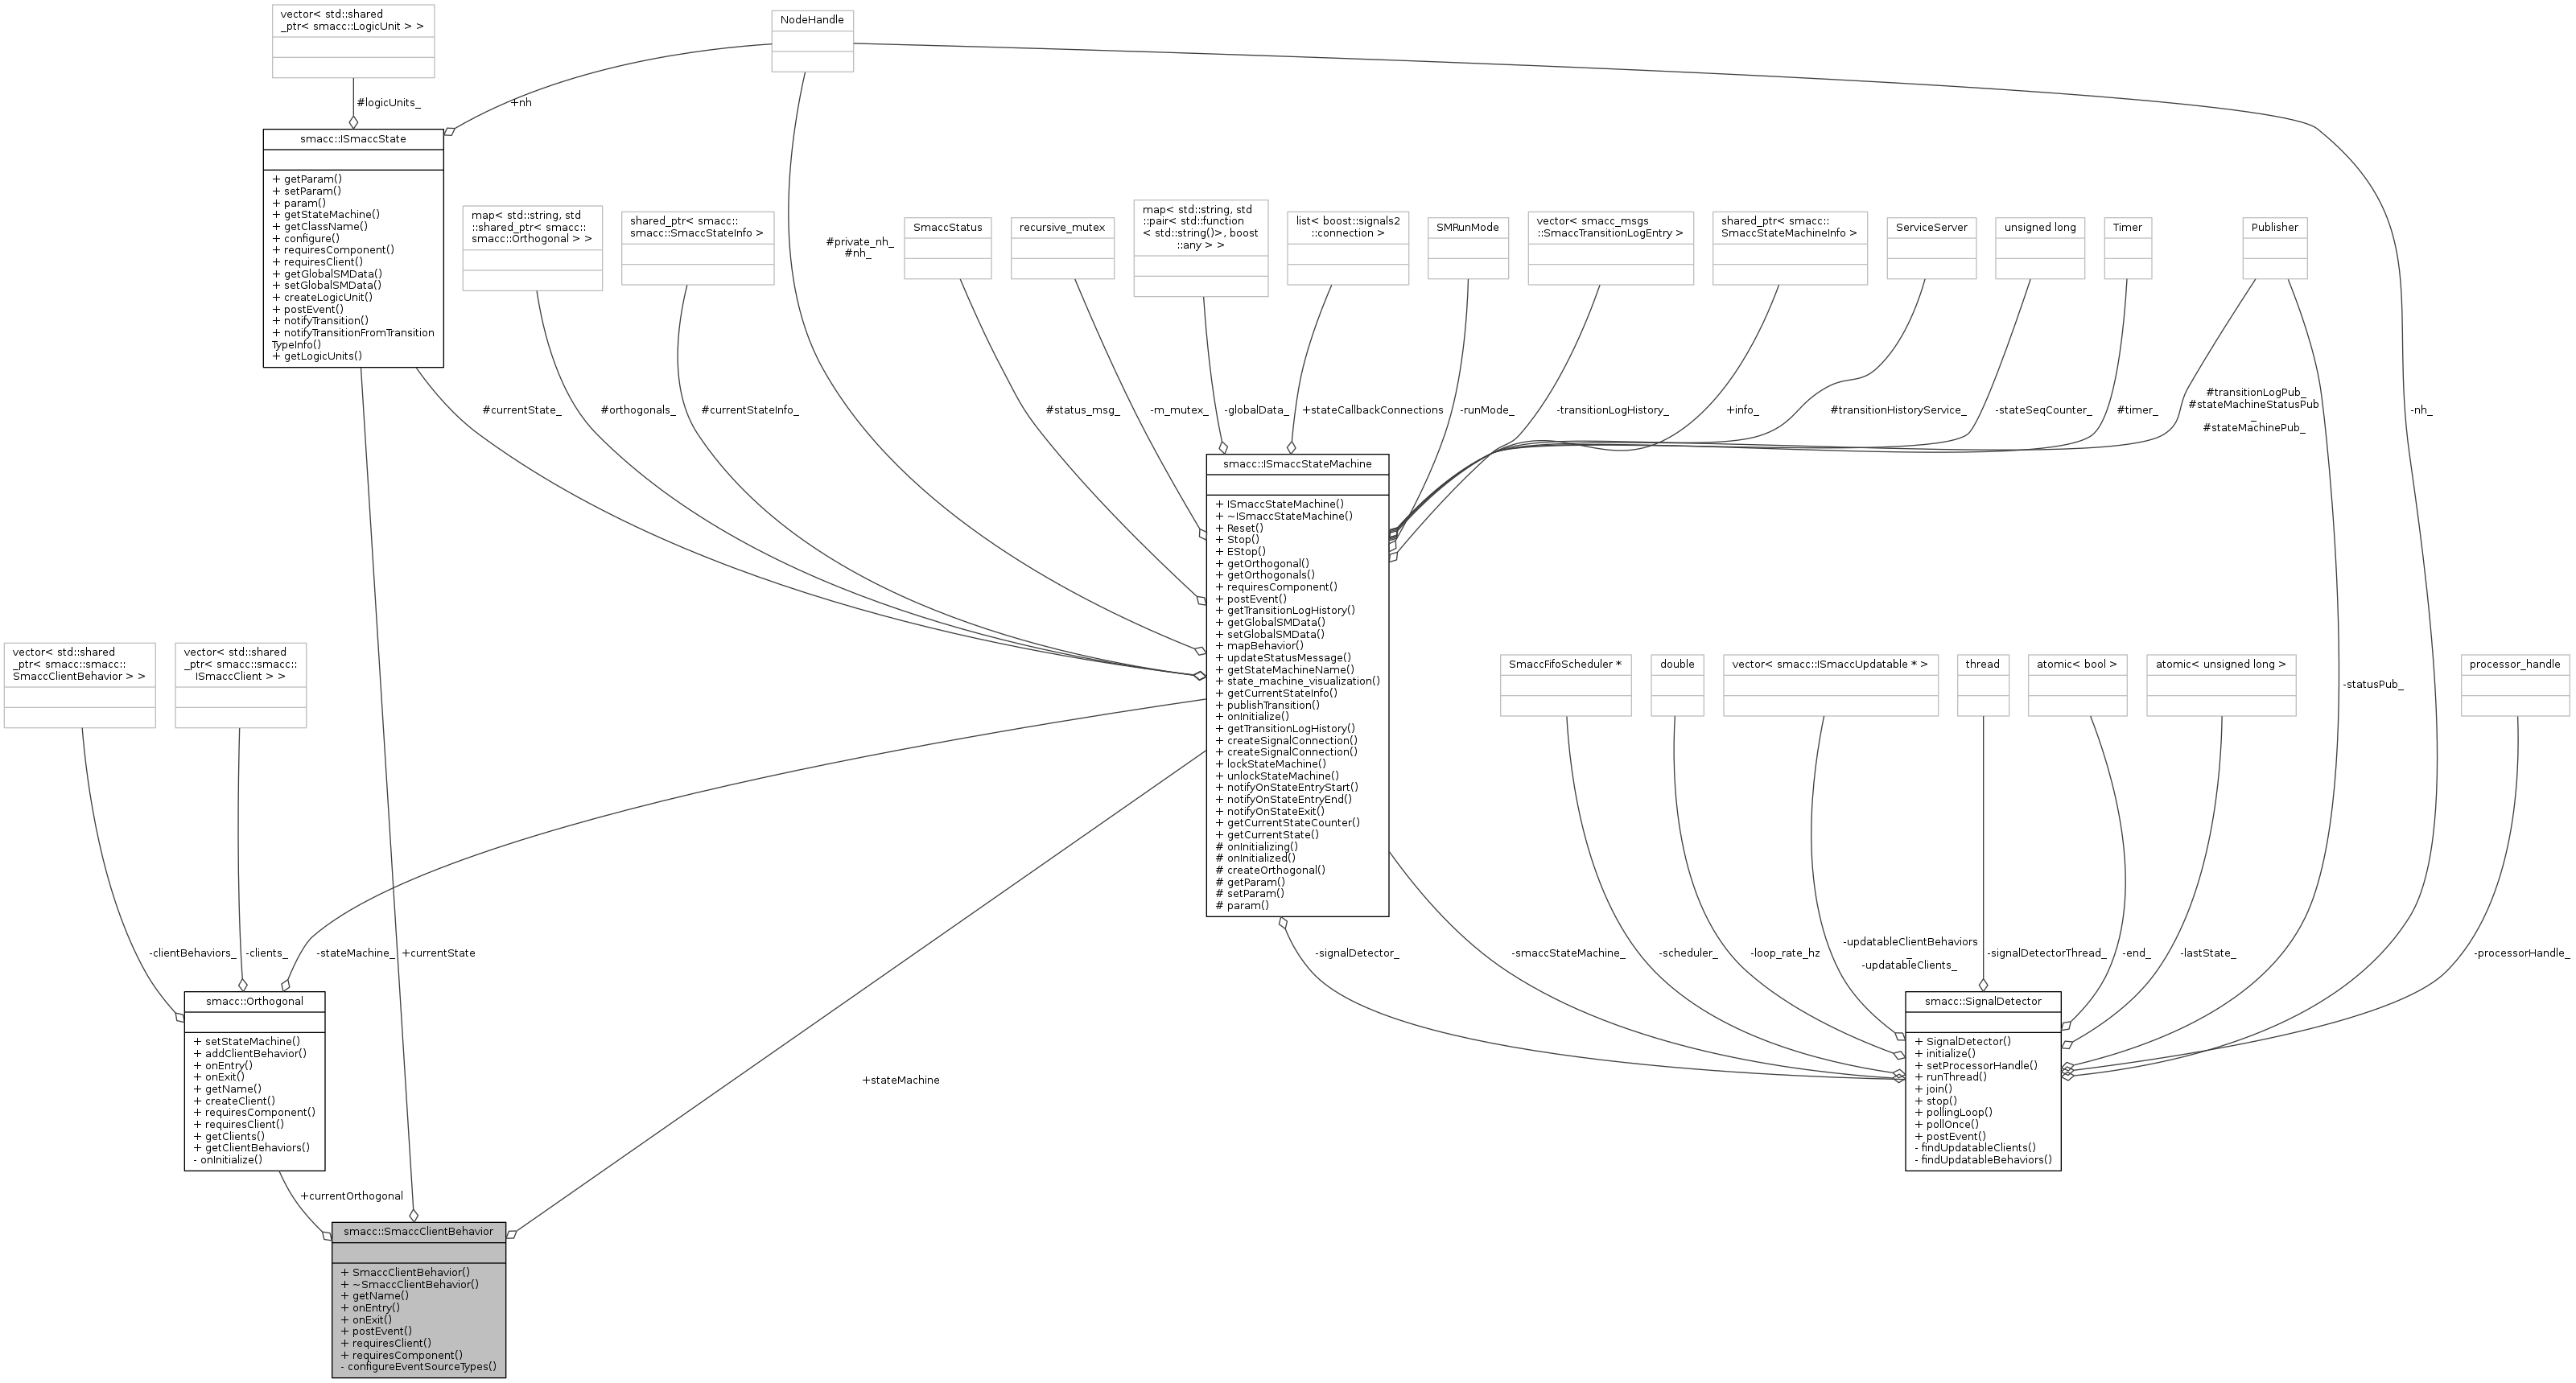 vector< std::shared
_ptr< smacc::LogicUnit > >
NodeHandle
#logicUnits_
+nh
smacc::ISmaccState
+ getParam()
+ setParam()
+ param()
+ getStateMachine()
+ getClassName()
+ configure()
+ requiresComponent()
+ requiresClient()
+ getGlobalSMData()
+ setGlobalSMData()
+ createLogicUnit()
+ postEvent()
+ notifyTransition()
+ notifyTransitionFromTransition
TypeInfo()
+ getLogicUnits()
map< std::string, std
::shared_ptr< smacc::
smacc::Orthogonal > >
shared_ptr< smacc::
smacc::SmaccStateInfo >
#private_nh_
#nh_
SmaccStatus
recursive_mutex
map< std::string, std
::pair< std::function
< std::string()>, boost
::any > >
list< boost::signals2
::connection >
SMRunMode
vector< smacc_msgs
::SmaccTransitionLogEntry >
shared_ptr< smacc::
SmaccStateMachineInfo >
ServiceServer
unsigned long
Timer
Publisher
#currentState_
#orthogonals_
#currentStateInfo_
#status_msg_
-m_mutex_
-globalData_
+stateCallbackConnections
-runMode_
-transitionLogHistory_
+info_
#transitionHistoryService_
-stateSeqCounter_
#timer_
#transitionLogPub_
#stateMachineStatusPub
_
#stateMachinePub_
-nh_
smacc::ISmaccStateMachine
+ ISmaccStateMachine()
+ ~ISmaccStateMachine()
+ Reset()
+ Stop()
+ EStop()
+ getOrthogonal()
+ getOrthogonals()
+ requiresComponent()
+ postEvent()
+ getTransitionLogHistory()
+ getGlobalSMData()
+ setGlobalSMData()
+ mapBehavior()
+ updateStatusMessage()
+ getStateMachineName()
+ state_machine_visualization()
+ getCurrentStateInfo()
+ publishTransition()
+ onInitialize()
+ getTransitionLogHistory()
+ createSignalConnection()
+ createSignalConnection()
+ lockStateMachine()
+ unlockStateMachine()
+ notifyOnStateEntryStart()
+ notifyOnStateEntryEnd()
+ notifyOnStateExit()
+ getCurrentStateCounter()
+ getCurrentState()
# onInitializing()
# onInitialized()
# createOrthogonal()
# getParam()
# setParam()
# param()
vector< std::shared
_ptr< smacc::smacc::
SmaccClientBehavior > >
vector< std::shared
_ptr< smacc::smacc::
ISmaccClient > >
SmaccFifoScheduler *
double
vector< smacc::ISmaccUpdatable * >
thread
atomic< bool >
atomic< unsigned long >
-statusPub_
processor_handle
-clientBehaviors_
-clients_
-stateMachine_
+currentState
-signalDetector_
-smaccStateMachine_
-scheduler_
-loop_rate_hz
-updatableClientBehaviors
_
-updatableClients_
-signalDetectorThread_
-end_
-lastState_
-processorHandle_
smacc::Orthogonal
+ setStateMachine()
+ addClientBehavior()
+ onEntry()
+ onExit()
+ getName()
+ createClient()
+ requiresComponent()
+ requiresClient()
+ getClients()
+ getClientBehaviors()
- onInitialize()
+stateMachine
smacc::SignalDetector
+ SignalDetector()
+ initialize()
+ setProcessorHandle()
+ runThread()
+ join()
+ stop()
+ pollingLoop()
+ pollOnce()
+ postEvent()
- findUpdatableClients()
- findUpdatableBehaviors()
+currentOrthogonal
smacc::SmaccClientBehavior
+ SmaccClientBehavior()
+ ~SmaccClientBehavior()
+ getName()
+ onEntry()
+ onExit()
+ postEvent()
+ requiresClient()
+ requiresComponent()
- configureEventSourceTypes()